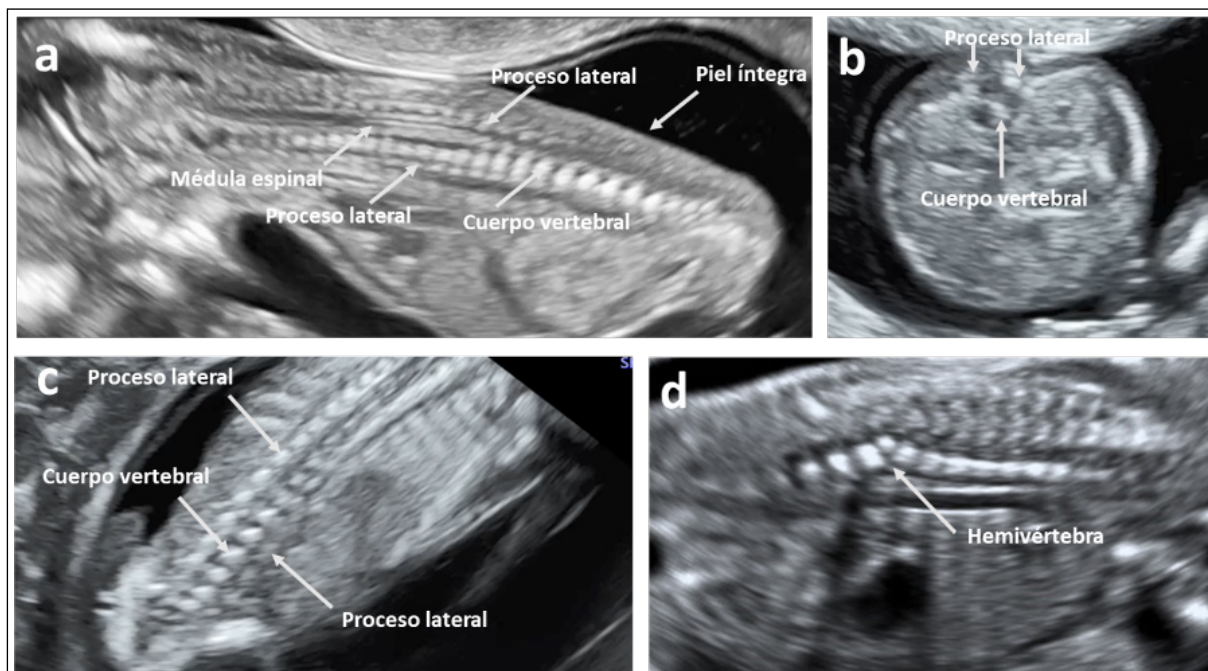 a
Proceso lateral
Piel íntegra
Médula espinal
Proceso lateral
Cuerpo vertebral
b
Proceso lateral
Cuerpo vertebral
c
Proceso lateral
Cuerpo vertebral
Proceso lateral
d
Hemivértebra